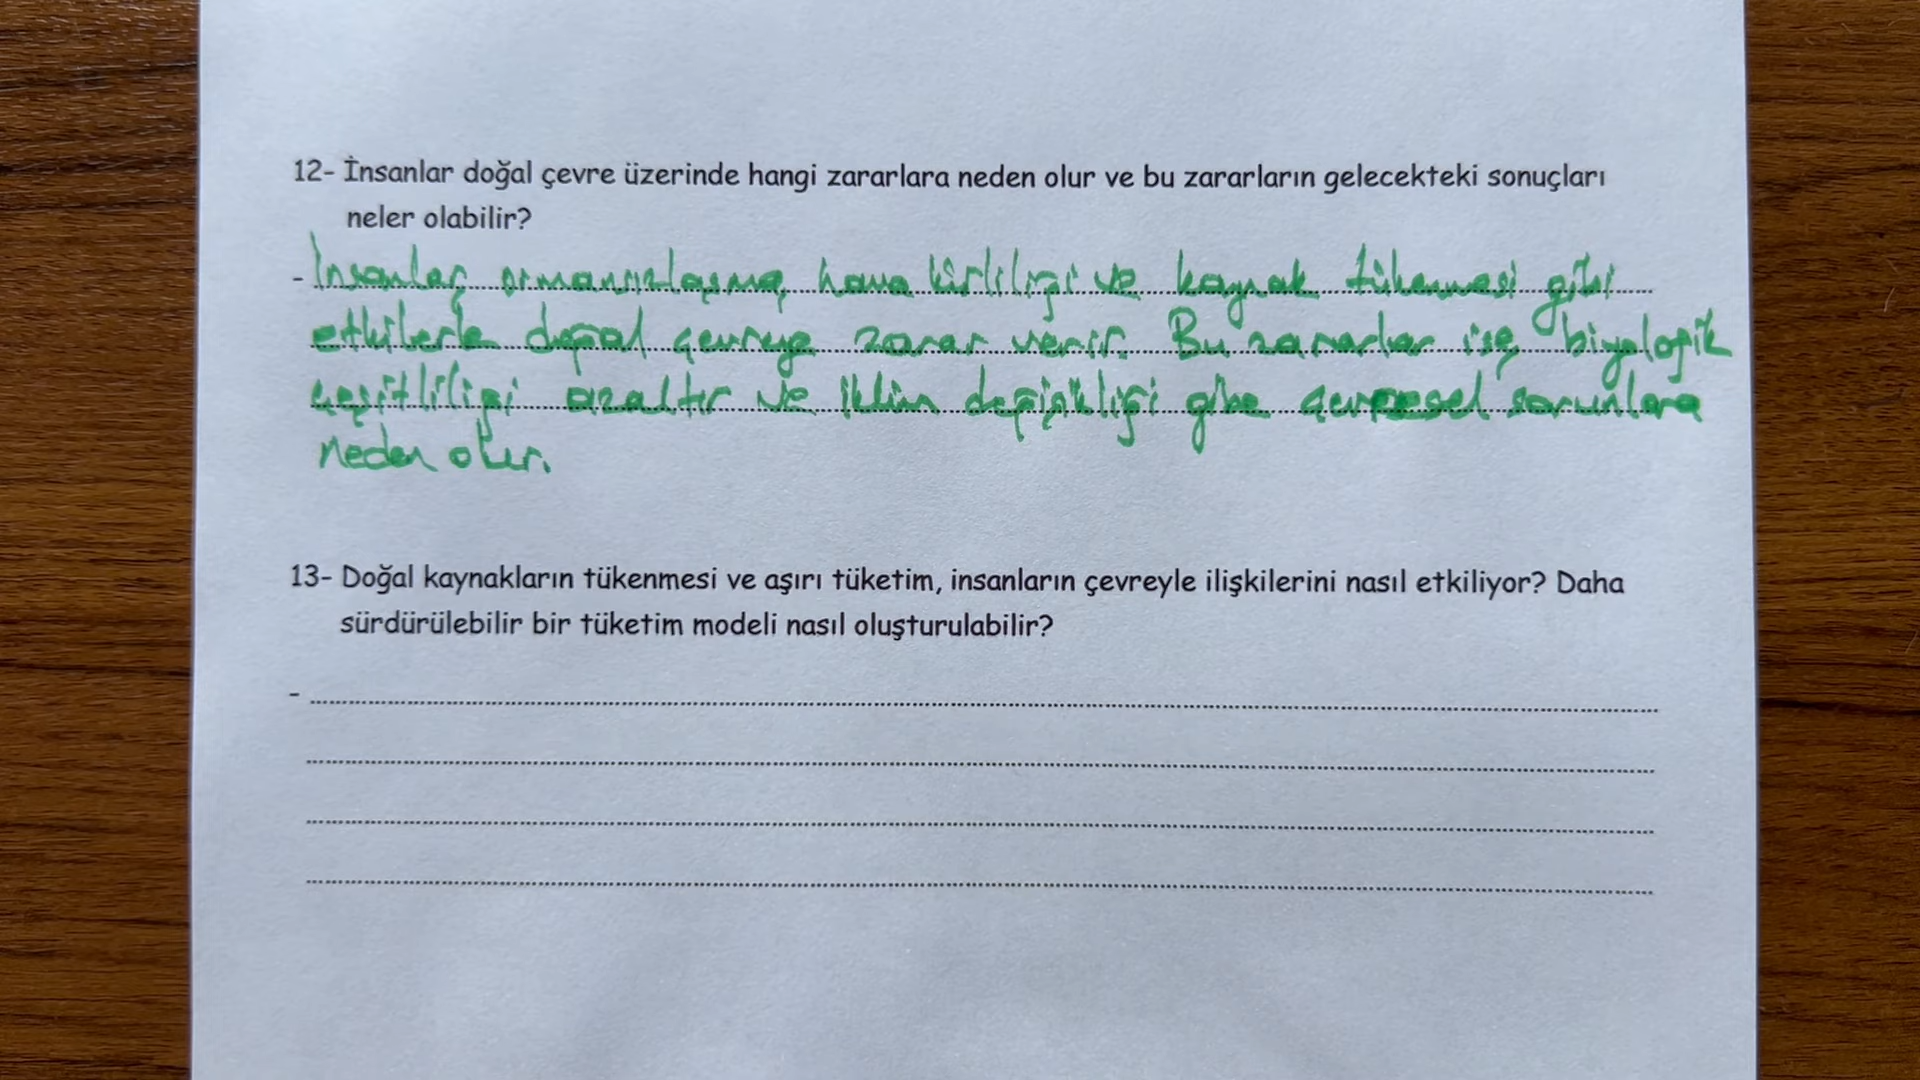 12- İnsanlar doğal çevre üzerinde hangi zararlara neden olur ve bu zararların gelecekteki sonuçları
neler olabilir?
- İnsanlar, ormansızlaşma, hava kirliliği ve kaynak tükenmesi gibi
etkilerle doğal çevreye zarar verir. Bu zararlar ise, biyolojik
çeşitliliği azaltır ve iklim değişikliği gibe çevresel sorunlara
neden olur.
13- Doğal kaynakların tükenmesi ve aşırı tüketim, insanların çevreyle ilişkilerini nasıl etkiliyor? Daha
sürdürülebilir bir tüketim modeli nasıl oluşturulabilir?
-